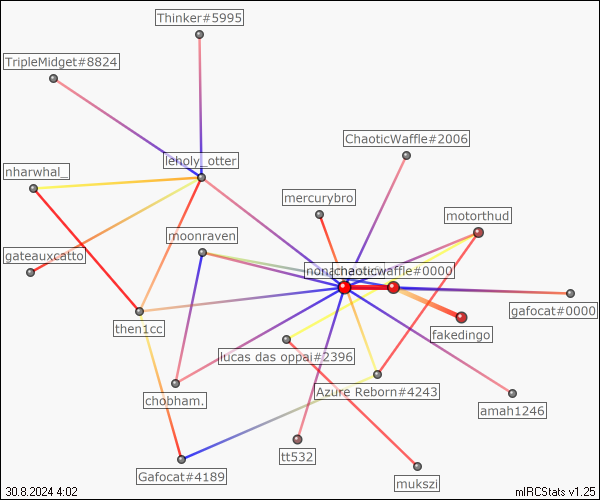 Thinker#5995
TripleMidget#8824
ChaoticWaffle#2006
leholy_otter
nharwhal_
mercurybro
motorthud
moonraven
gateauxcatto
chaoticwaffle#0000
gafocat#0000
then1cc
fakedingo
lucas das oppai#2396
Azure Reborn#4243
chobham.
amah1246
tt532
Gafocat#4189
mukszi
30.8.2024 4:02
mIRCStats v1.25